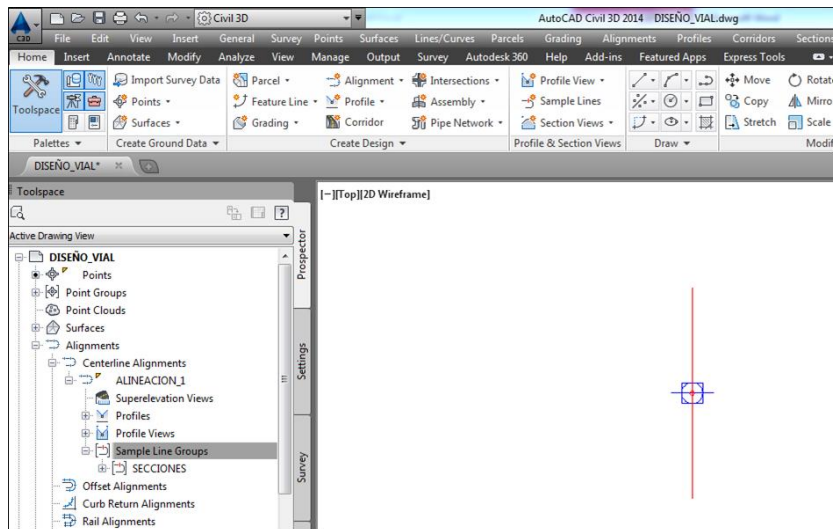 Civil 3D
AutoCAD Civil 3D 2014 DISEÑO_VIAL.dwg
C3D
File Edit View Insert General Survey Points Surfaces Lines/Curves Parcels Grading Alignments Profiles Corridors Sections
Home Insert Annotate Modify Analyze View Manage Output Survey Autodesk 360 Help Add-ins Featured Apps Express Tools
Import Survey Data Parcel Alignment Intersections Profile View Move Rotate
Toolspace Points Feature Line Profile Assembly Sample Lines Copy Mirro
Surfaces Grading Corridor Pipe Network Section Views Stretch Scale
Palettes Create Ground Data Create Design Profile & Section Views Draw Modif
DISEÑO_VIAL*
Toolspace
[−][Top][2D Wireframe]
Active Drawing View
Prospector
Settings
Survey
DISEÑO_VIAL
Points
Point Groups
Point Clouds
Surfaces
Alignments
Centerline Alignments
ALINEACION_1
Superelevation Views
Profiles
Profile Views
Sample Line Groups
SECCIONES
Offset Alignments
Curb Return Alignments
Rail Alignments